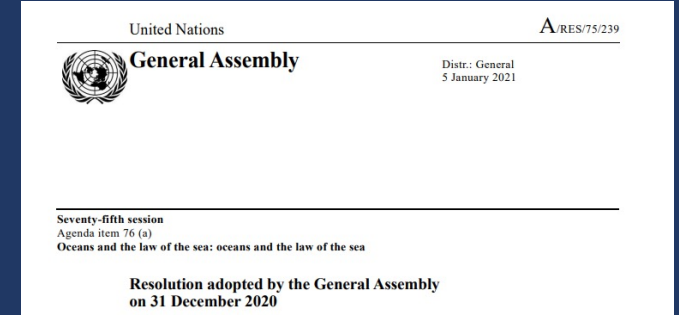 United Nations
A/RES/75/239
General Assembly
Distr.: General
5 January 2021
Seventy-fifth session
Agenda item 76 (a)
Oceans and the law of the sea: oceans and the law of the sea
Resolution adopted by the General Assembly
on 31 December 2020